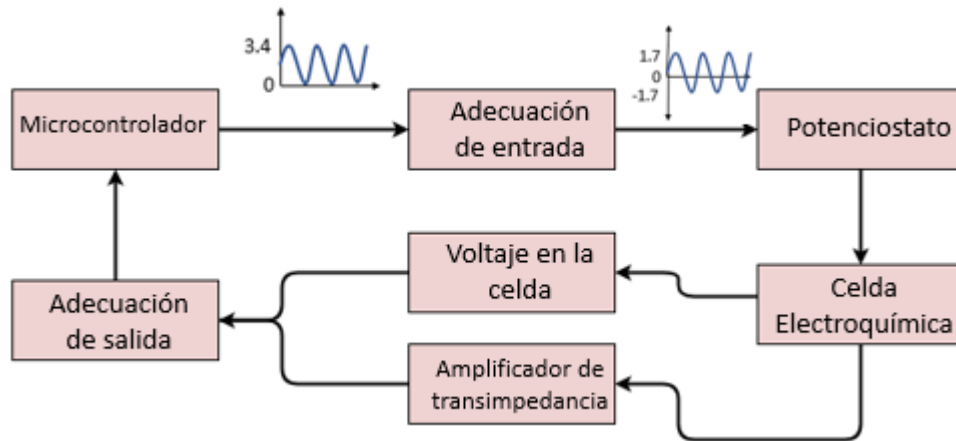 3.4
0
1.7
0
-1.7
Microcontrolador
Adecuación
de entrada
Potenciostato
Voltaje en la
celda
Celda
Electroquímica
Adecuación
de salida
Amplificador de
transimpedancia